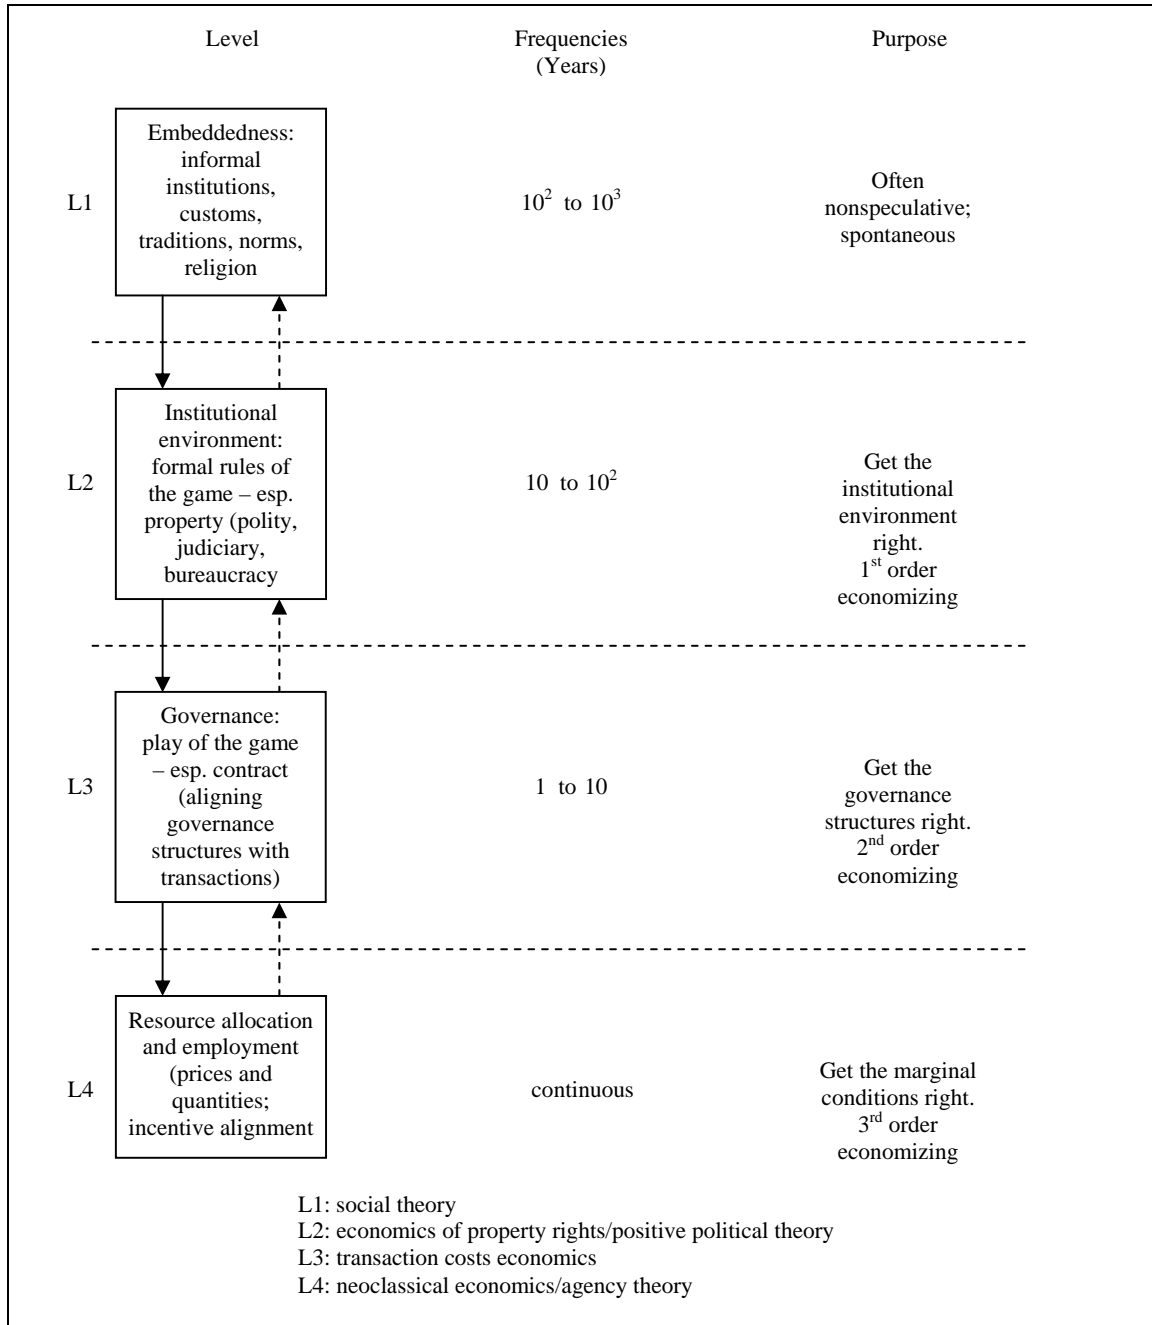 Level
Frequencies
(Years)
Purpose
L1
Embeddedness:
informal
institutions,
customs,
traditions, norms,
religion
10² to 10³
Often
nonspeculative;
spontaneous
L2
Institutional
environment:
formal rules of
the game – esp.
property (polity,
judiciary,
bureaucracy
10 to 10²
Get the
institutional
environment
right.
1st order
economizing
L3
Governance:
play of the game
– esp. contract
(aligning
governance
structures with
transactions)
1 to 10
Get the
governance
structures right.
2nd order
economizing
L4
Resource allocation
and employment
(prices and
quantities;
incentive alignment
continuous
Get the marginal
conditions right.
3rd order
economizing
L1: social theory
L2: economics of property rights/positive political theory
L3: transaction costs economics
L4: neoclassical economics/agency theory